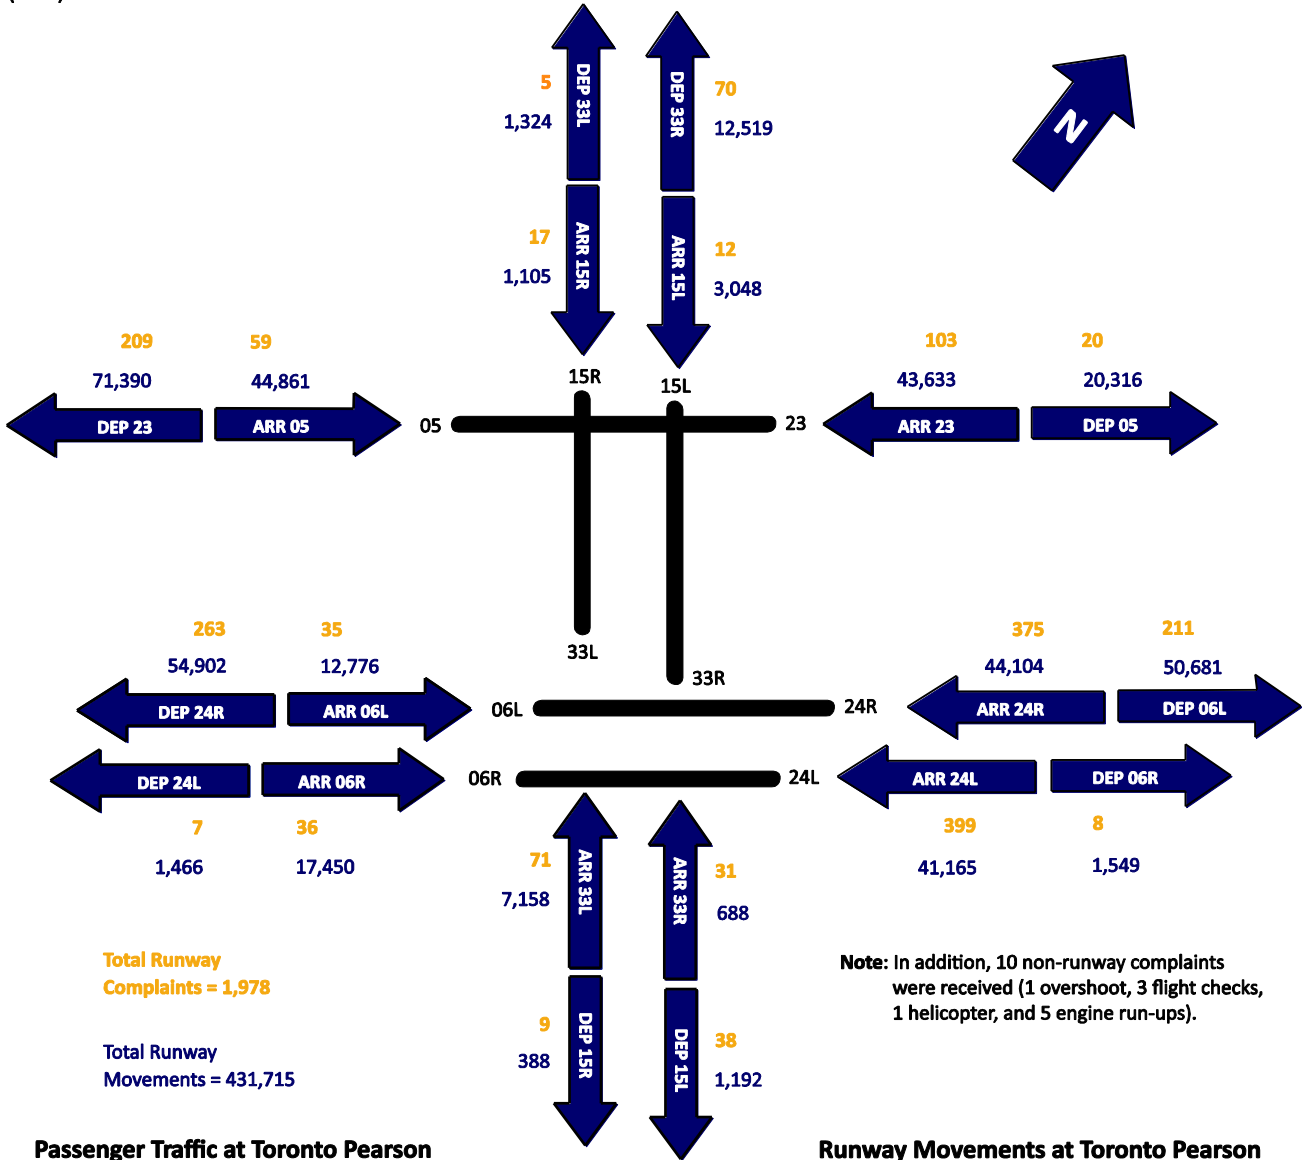 5
1,324
DEP 33L
DEP 33R
70
12,519
N
17
1,105
ARR 15R
ARR 15L
12
3,048
209
71,390
DEP 23
59
44,861
ARR 05
15R
15L
05
23
103
43,633
ARR 23
20
20,316
DEP 05
33L
33R
263
54,902
DEP 24R
35
12,776
ARR 06L
06L
24R
375
44,104
ARR 24R
211
50,681
DEP 06L
DEP 24L
7
1,466
ARR 06R
36
17,450
06R
24L
ARR 24L
399
41,165
DEP 06R
8
1,549
71
7,158
ARR 33L
ARR 33R
31
688
9
388
DEP 15R
DEP 15L
38
1,192
Total Runway
Complaints = 1,978
Total Runway
Movements = 431,715
Note: In addition, 10 non-runway complaints
were received (1 overshoot, 3 flight checks,
1 helicopter, and 5 engine run-ups).
Passenger Traffic at Toronto Pearson
Runway Movements at Toronto Pearson